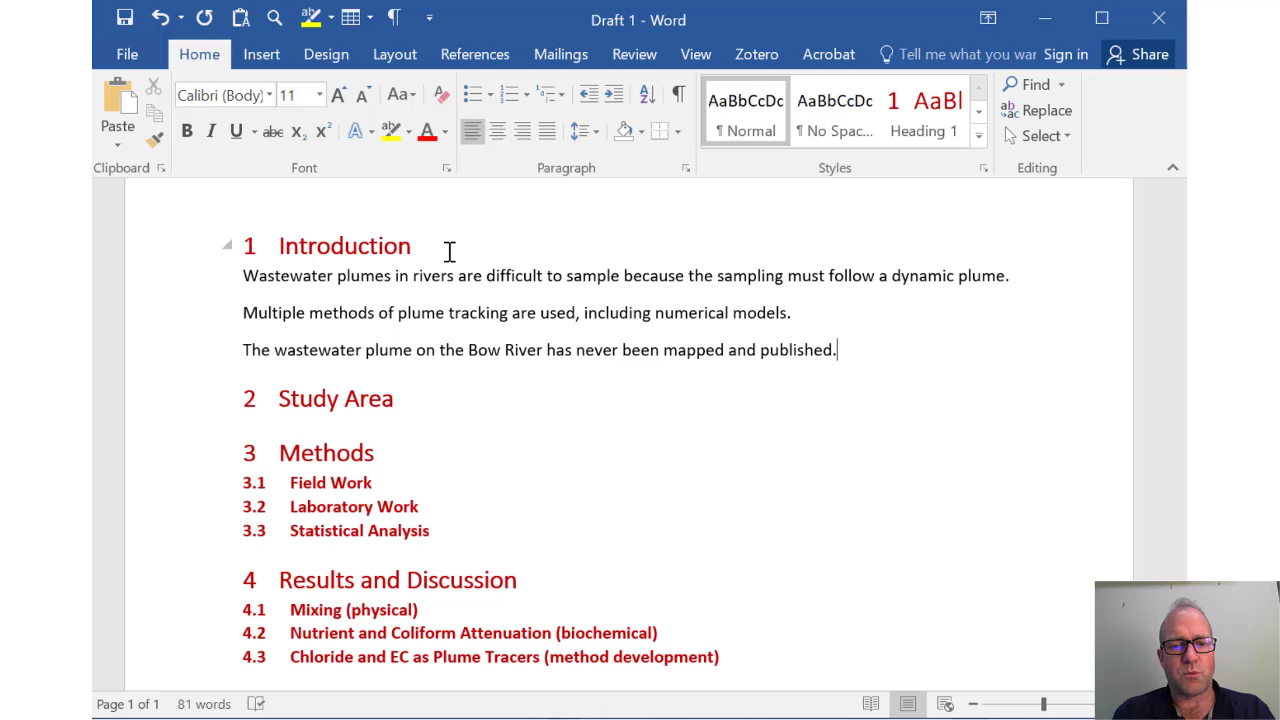 Draft 1 - Word
File Home Insert Design Layout References Mailings Review View Zotero Acrobat Tell me what you war Sign in Share
Paste
Calibri (Body) 11
Aa
AaBbCcDc AaBbCcDc 1 AaBl
¶ Normal ¶ No Spac... Heading 1
Find
Replace
Select
Clipboard Font Paragraph Styles Editing
1 Introduction
Wastewater plumes in rivers are difficult to sample because the sampling must follow a dynamic plume.
Multiple methods of plume tracking are used, including numerical models.
The wastewater plume on the Bow River has never been mapped and published.
2 Study Area
3 Methods
3.1 Field Work
3.2 Laboratory Work
3.3 Statistical Analysis
4 Results and Discussion
4.1 Mixing (physical)
4.2 Nutrient and Coliform Attenuation (biochemical)
4.3 Chloride and EC as Plume Tracers (method development)
Page 1 of 1 81 words